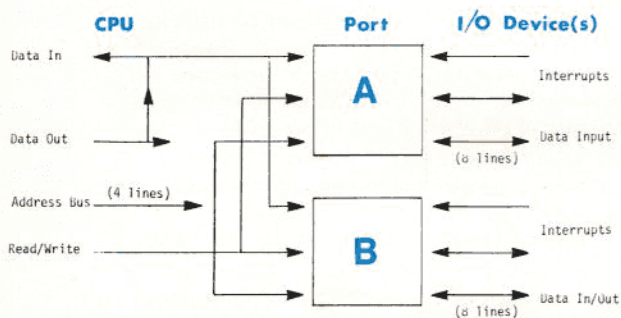 CPU Port I/O Device(s)
Data In
Interrupts
A
Data Out
Data Input
(8 lines)
Address Bus (4 lines)
Interrupts
Read/Write
B
Data In/Out
(8 lines)